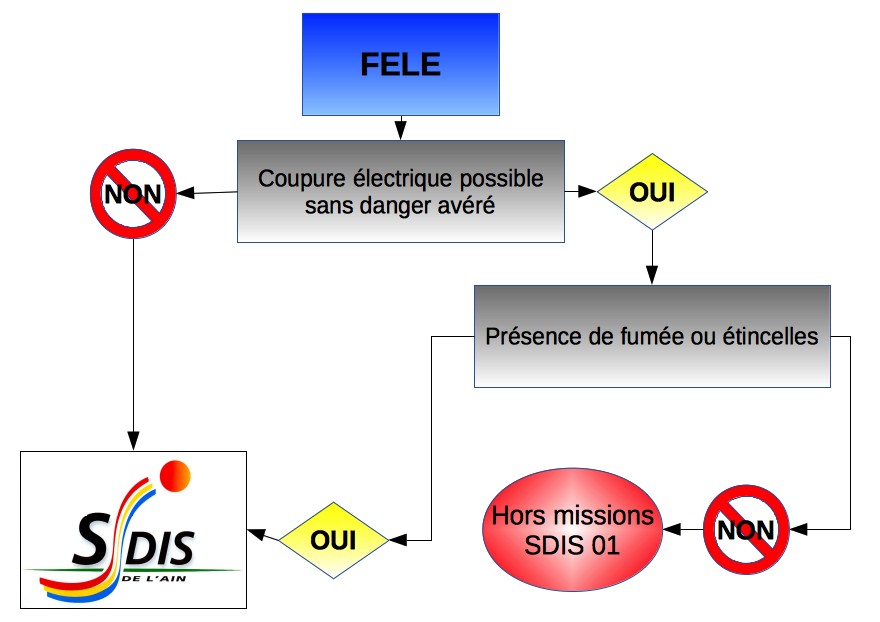 FELE
Coupure électrique possible
sans danger avéré
NON
OUI
Présence de fumée ou étincelles
SDIS
DE L'AIN
OUI
Hors missions
SDIS 01
NON